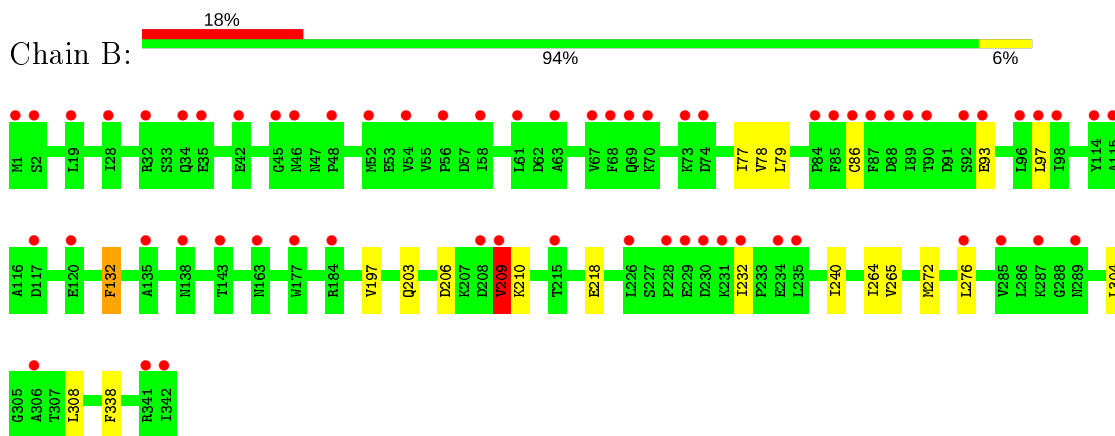 18%
Chain B:
94% 6%
M1 S2 L19 I28 R32 S33 Q34 E35 E42 G45 N46 N47 P48 M52 E53 V54 V55 P56 D57 I58 L61 D62 A63 V67 F68 Q69 K70 K73 D74 I77 V78 L79 P84 F85 C86 F87 D88 I89 T90 D91 S92 E93 L96 L97 I98 Y114 A115
A116 D117 E120 F132 A135 N138 T143 N163 W177 R184 V197 Q203 D206 K207 D208 V209 K210 T215 E218 L226 S227 P228 E229 D230 K231 I232 P233 E234 L235 I240 I264 V265 M272 L276 V285 L286 K287 G288 N289 L304
G305 A306 T307 L308 F338 R341 I342